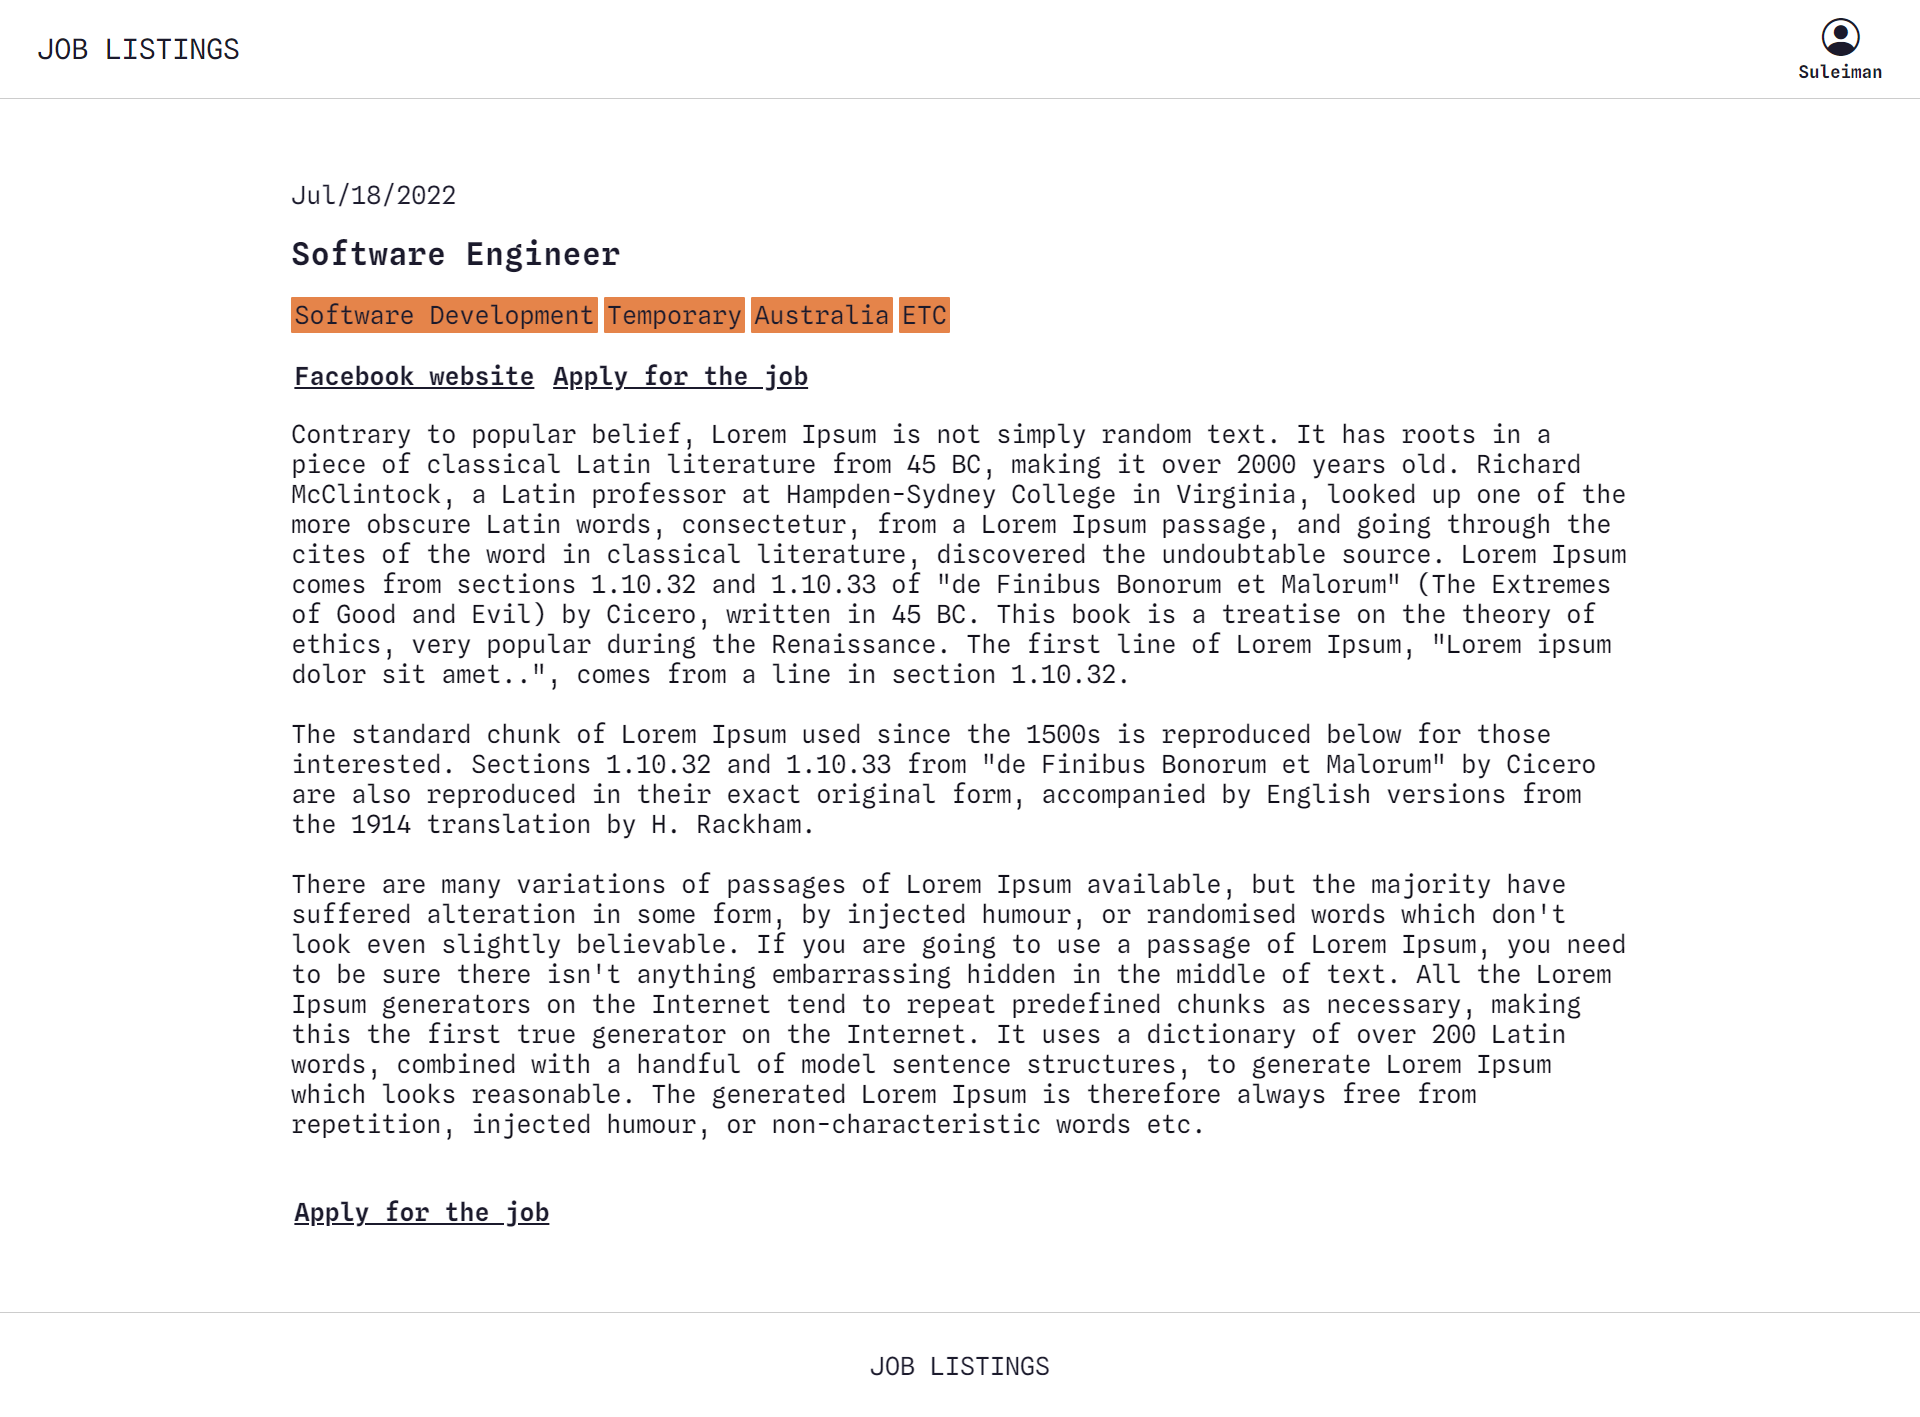 JOB LISTINGS
Suleiman
Jul/18/2022
Software Engineer
Software Development Temporary Australia ETC
Facebook website Apply for the job
Contrary to popular belief, Lorem Ipsum is not simply random text. It has roots in a
piece of classical Latin literature from 45 BC, making it over 2000 years old. Richard
McClintock, a Latin professor at Hampden-Sydney College in Virginia, looked up one of the
more obscure Latin words, consectetur, from a Lorem Ipsum passage, and going through the
cites of the word in classical literature, discovered the undoubtable source. Lorem Ipsum
comes from sections 1.10.32 and 1.10.33 of "de Finibus Bonorum et Malorum" (The Extremes
of Good and Evil) by Cicero, written in 45 BC. This book is a treatise on the theory of
ethics, very popular during the Renaissance. The first line of Lorem Ipsum, "Lorem ipsum
dolor sit amet..", comes from a line in section 1.10.32.
The standard chunk of Lorem Ipsum used since the 1500s is reproduced below for those
interested. Sections 1.10.32 and 1.10.33 from "de Finibus Bonorum et Malorum" by Cicero
are also reproduced in their exact original form, accompanied by English versions from
the 1914 translation by H. Rackham.
There are many variations of passages of Lorem Ipsum available, but the majority have
suffered alteration in some form, by injected humour, or randomised words which don't
look even slightly believable. If you are going to use a passage of Lorem Ipsum, you need
to be sure there isn't anything embarrassing hidden in the middle of text. All the Lorem
Ipsum generators on the Internet tend to repeat predefined chunks as necessary, making
this the first true generator on the Internet. It uses a dictionary of over 200 Latin
words, combined with a handful of model sentence structures, to generate Lorem Ipsum
which looks reasonable. The generated Lorem Ipsum is therefore always free from
repetition, injected humour, or non-characteristic words etc.
Apply for the job
JOB LISTINGS